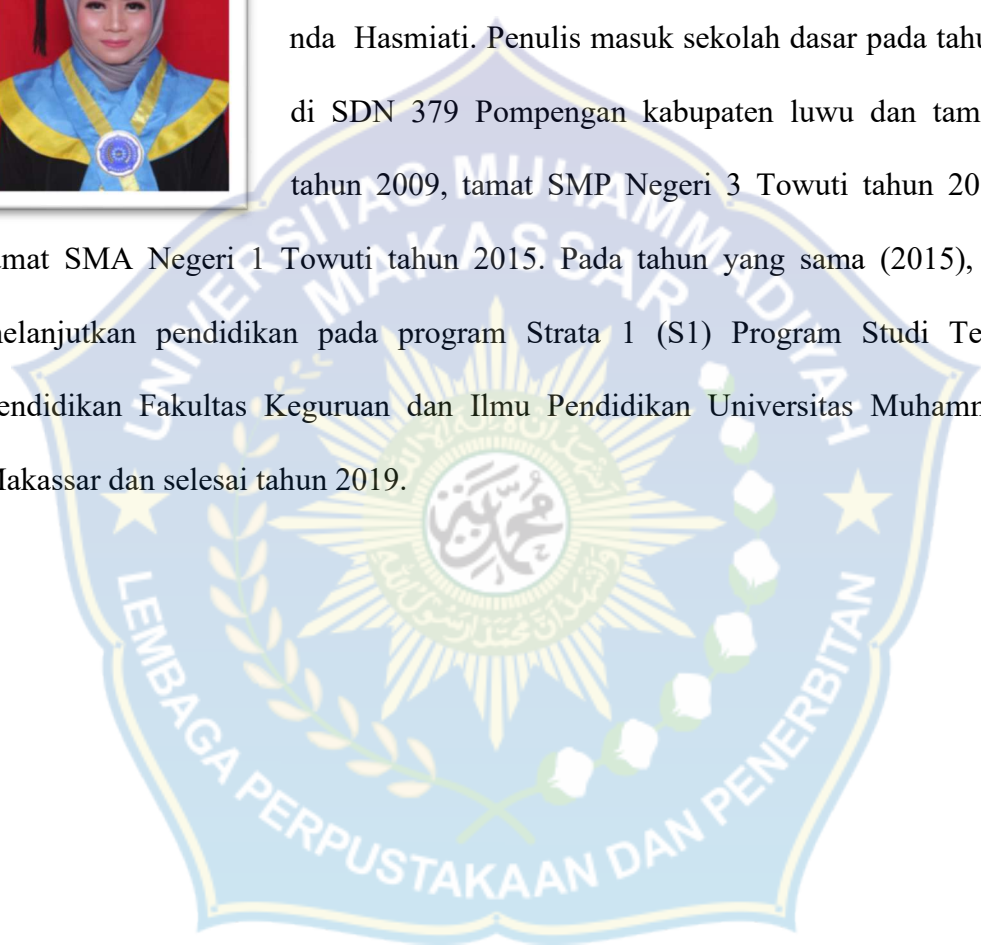 nda Hasmiati. Penulis masuk sekolah dasar pada tahu
di SDN 379 Pompengan kabupaten luwu dan tam
tahun 2009, tamat SMP Negeri 3 Towuti tahun 20
amat SMA Negeri 1 Towuti tahun 2015. Pada tahun yang sama (2015),
nelanjutkan pendidikan pada program Strata 1 (S1) Program Studi Te
endidikan Fakultas Keguruan dan Ilmu Pendidikan Universitas Muhamm
Makassar dan selesai tahun 2019.
UNIVERSITAS MUHAMMADIYAH
MAKASSAR
محمدية
LEMBAGA PERPUSTAKAAN DAN PENERBITAN